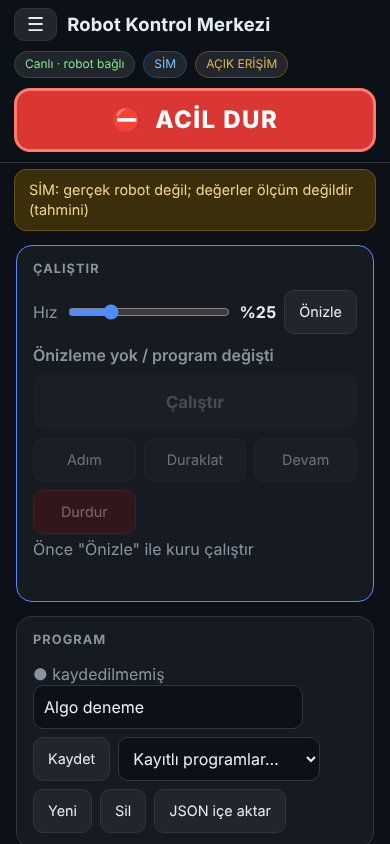 ☰ Robot Kontrol Merkezi
Canlı · robot bağlı SİM AÇIK ERİŞİM
⛔ ACİL DUR
SİM: gerçek robot değil; değerler ölçüm değildir
(tahmini)
ÇALIŞTIR
Hız %25 Önizle
Önizleme yok / program değişti
Çalıştır
Adım Duraklat Devam
Durdur
Önce "Önizle" ile kuru çalıştır
PROGRAM
● kaydedilmemiş
Algo deneme
Kaydet Kayıtlı programlar...
Yeni Sil JSON içe aktar